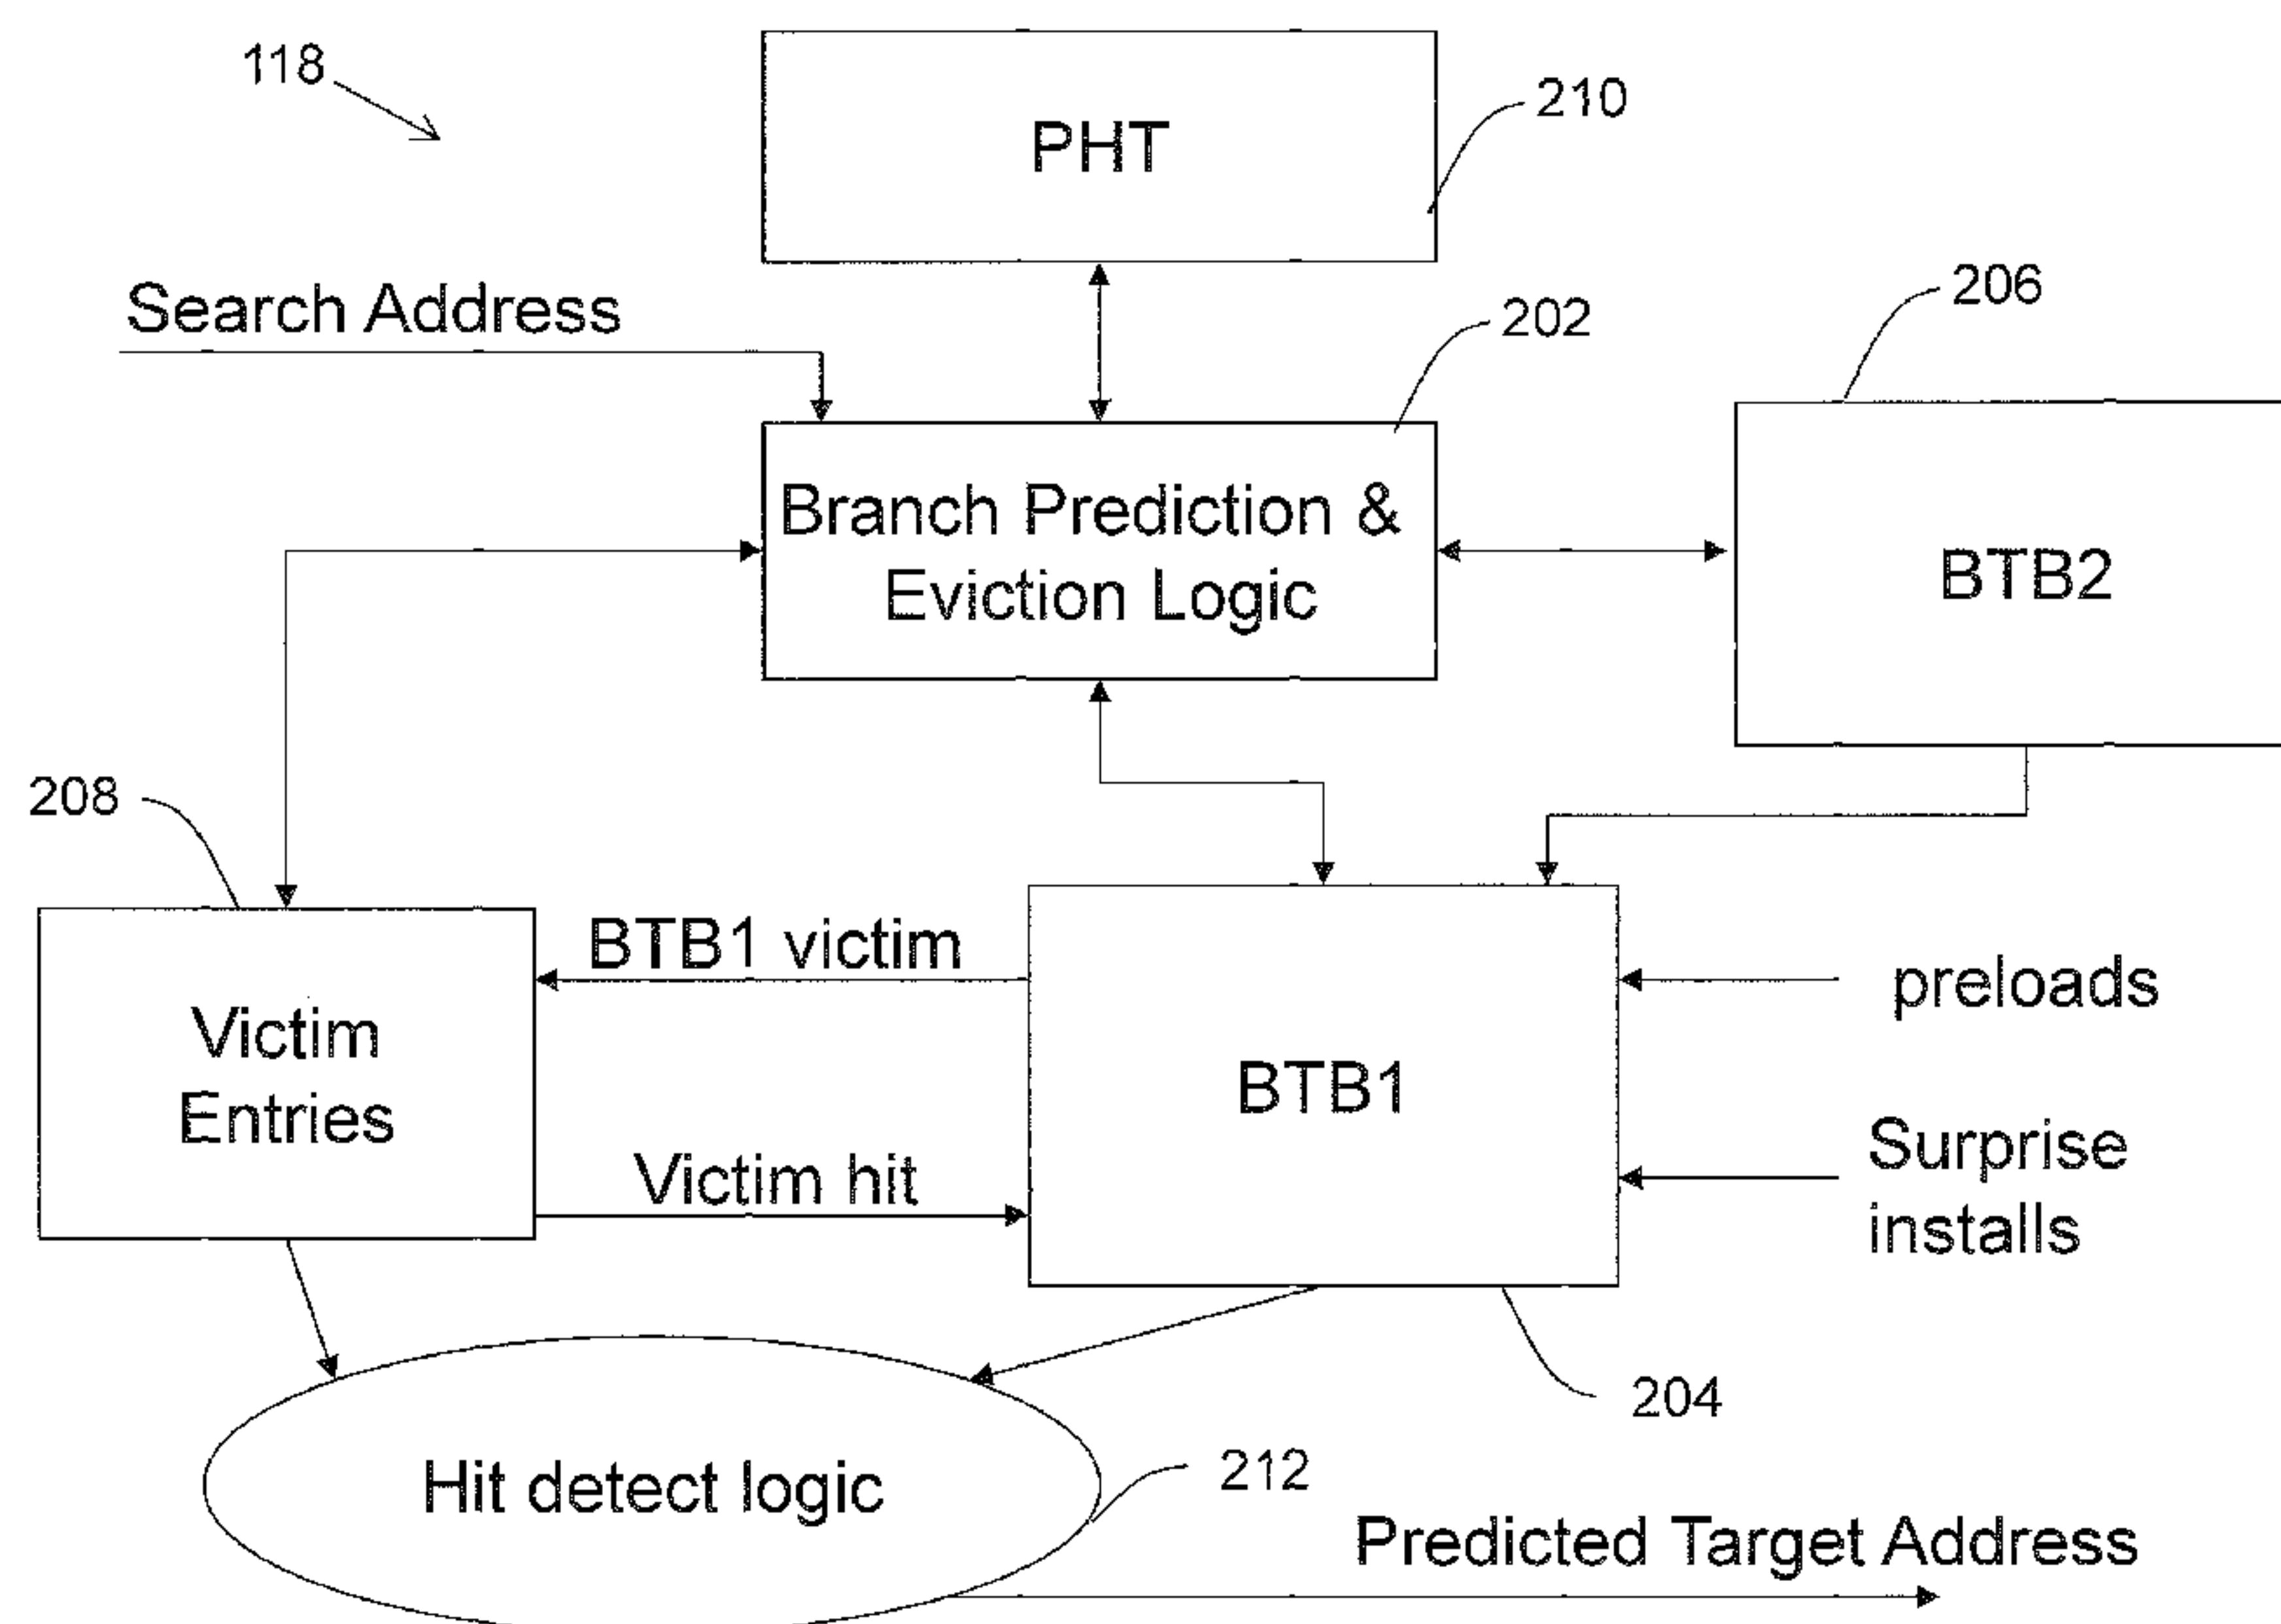 118
PHT
210
Search Address
202
206
Branch Prediction &
Eviction Logic
BTB2
208
BTB1 victim
preloads
Victim
Entries
BTB1
Surprise
installs
Victim hit
204
Hit detect logic
212
Predicted Target Address